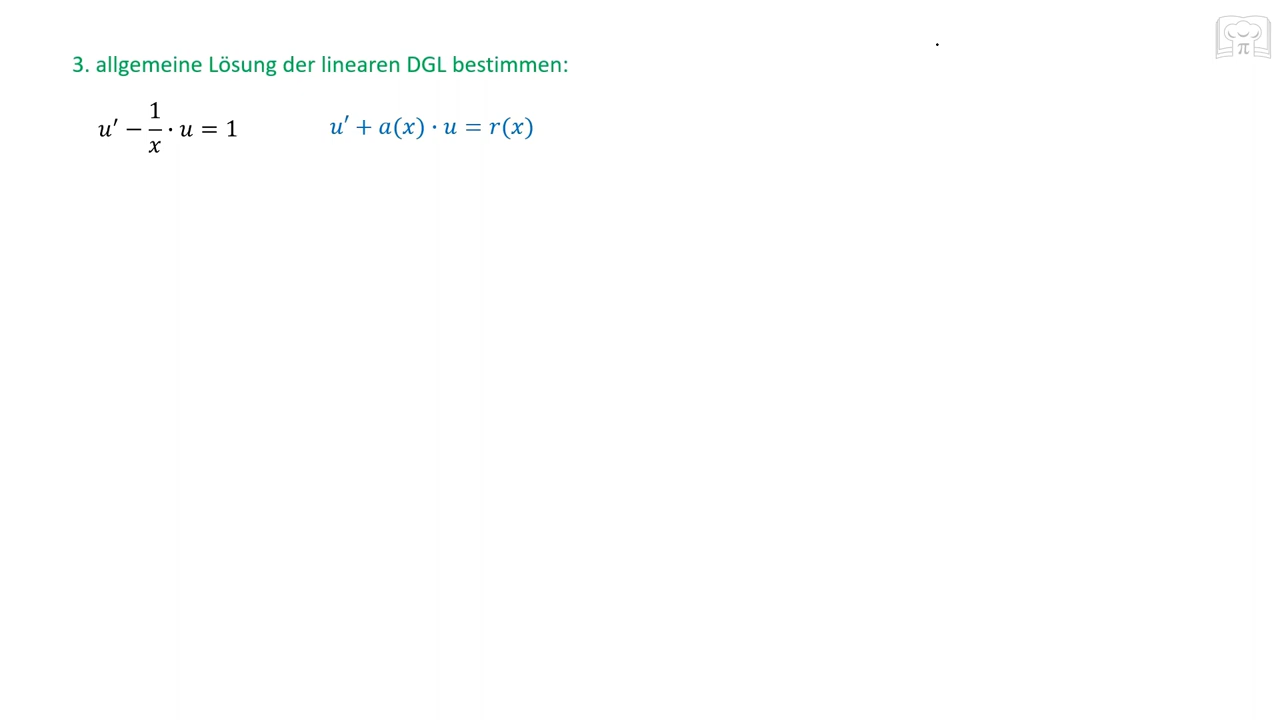 3. allgemeine Lösung der linearen DGL bestimmen:
u′ − 1/x · u = 1
u′ + a(x) · u = r(x)
π